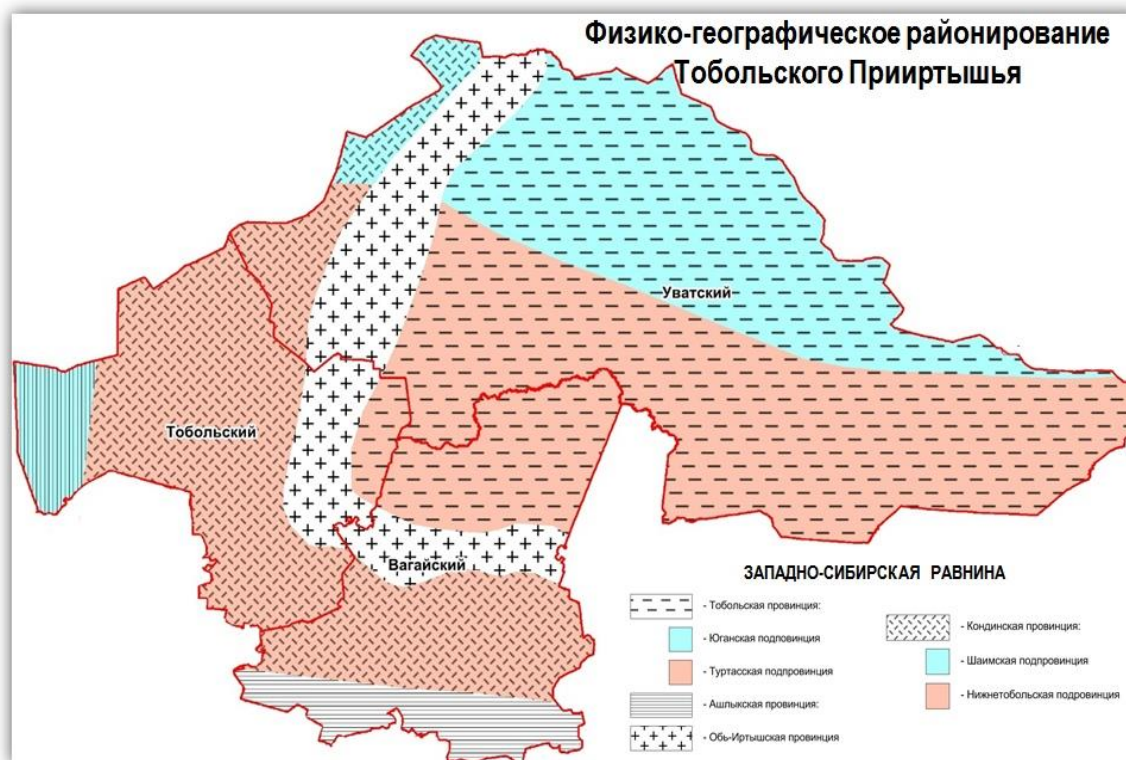 Физико-географическое районирование
Тобольского Прииртышья
Уватский
Тобольский
Вагайский
ЗАПАДНО-СИБИРСКАЯ РАВНИНА
- Тобольская провинция:
- Юганская подповинция
- Туртасская подпровинция
- Ашлыкская провинция:
- Обь-Иртышская провинция
- Кондинская провинция:
- Шаимская подпровинция
- Нижнетобольская подровинция